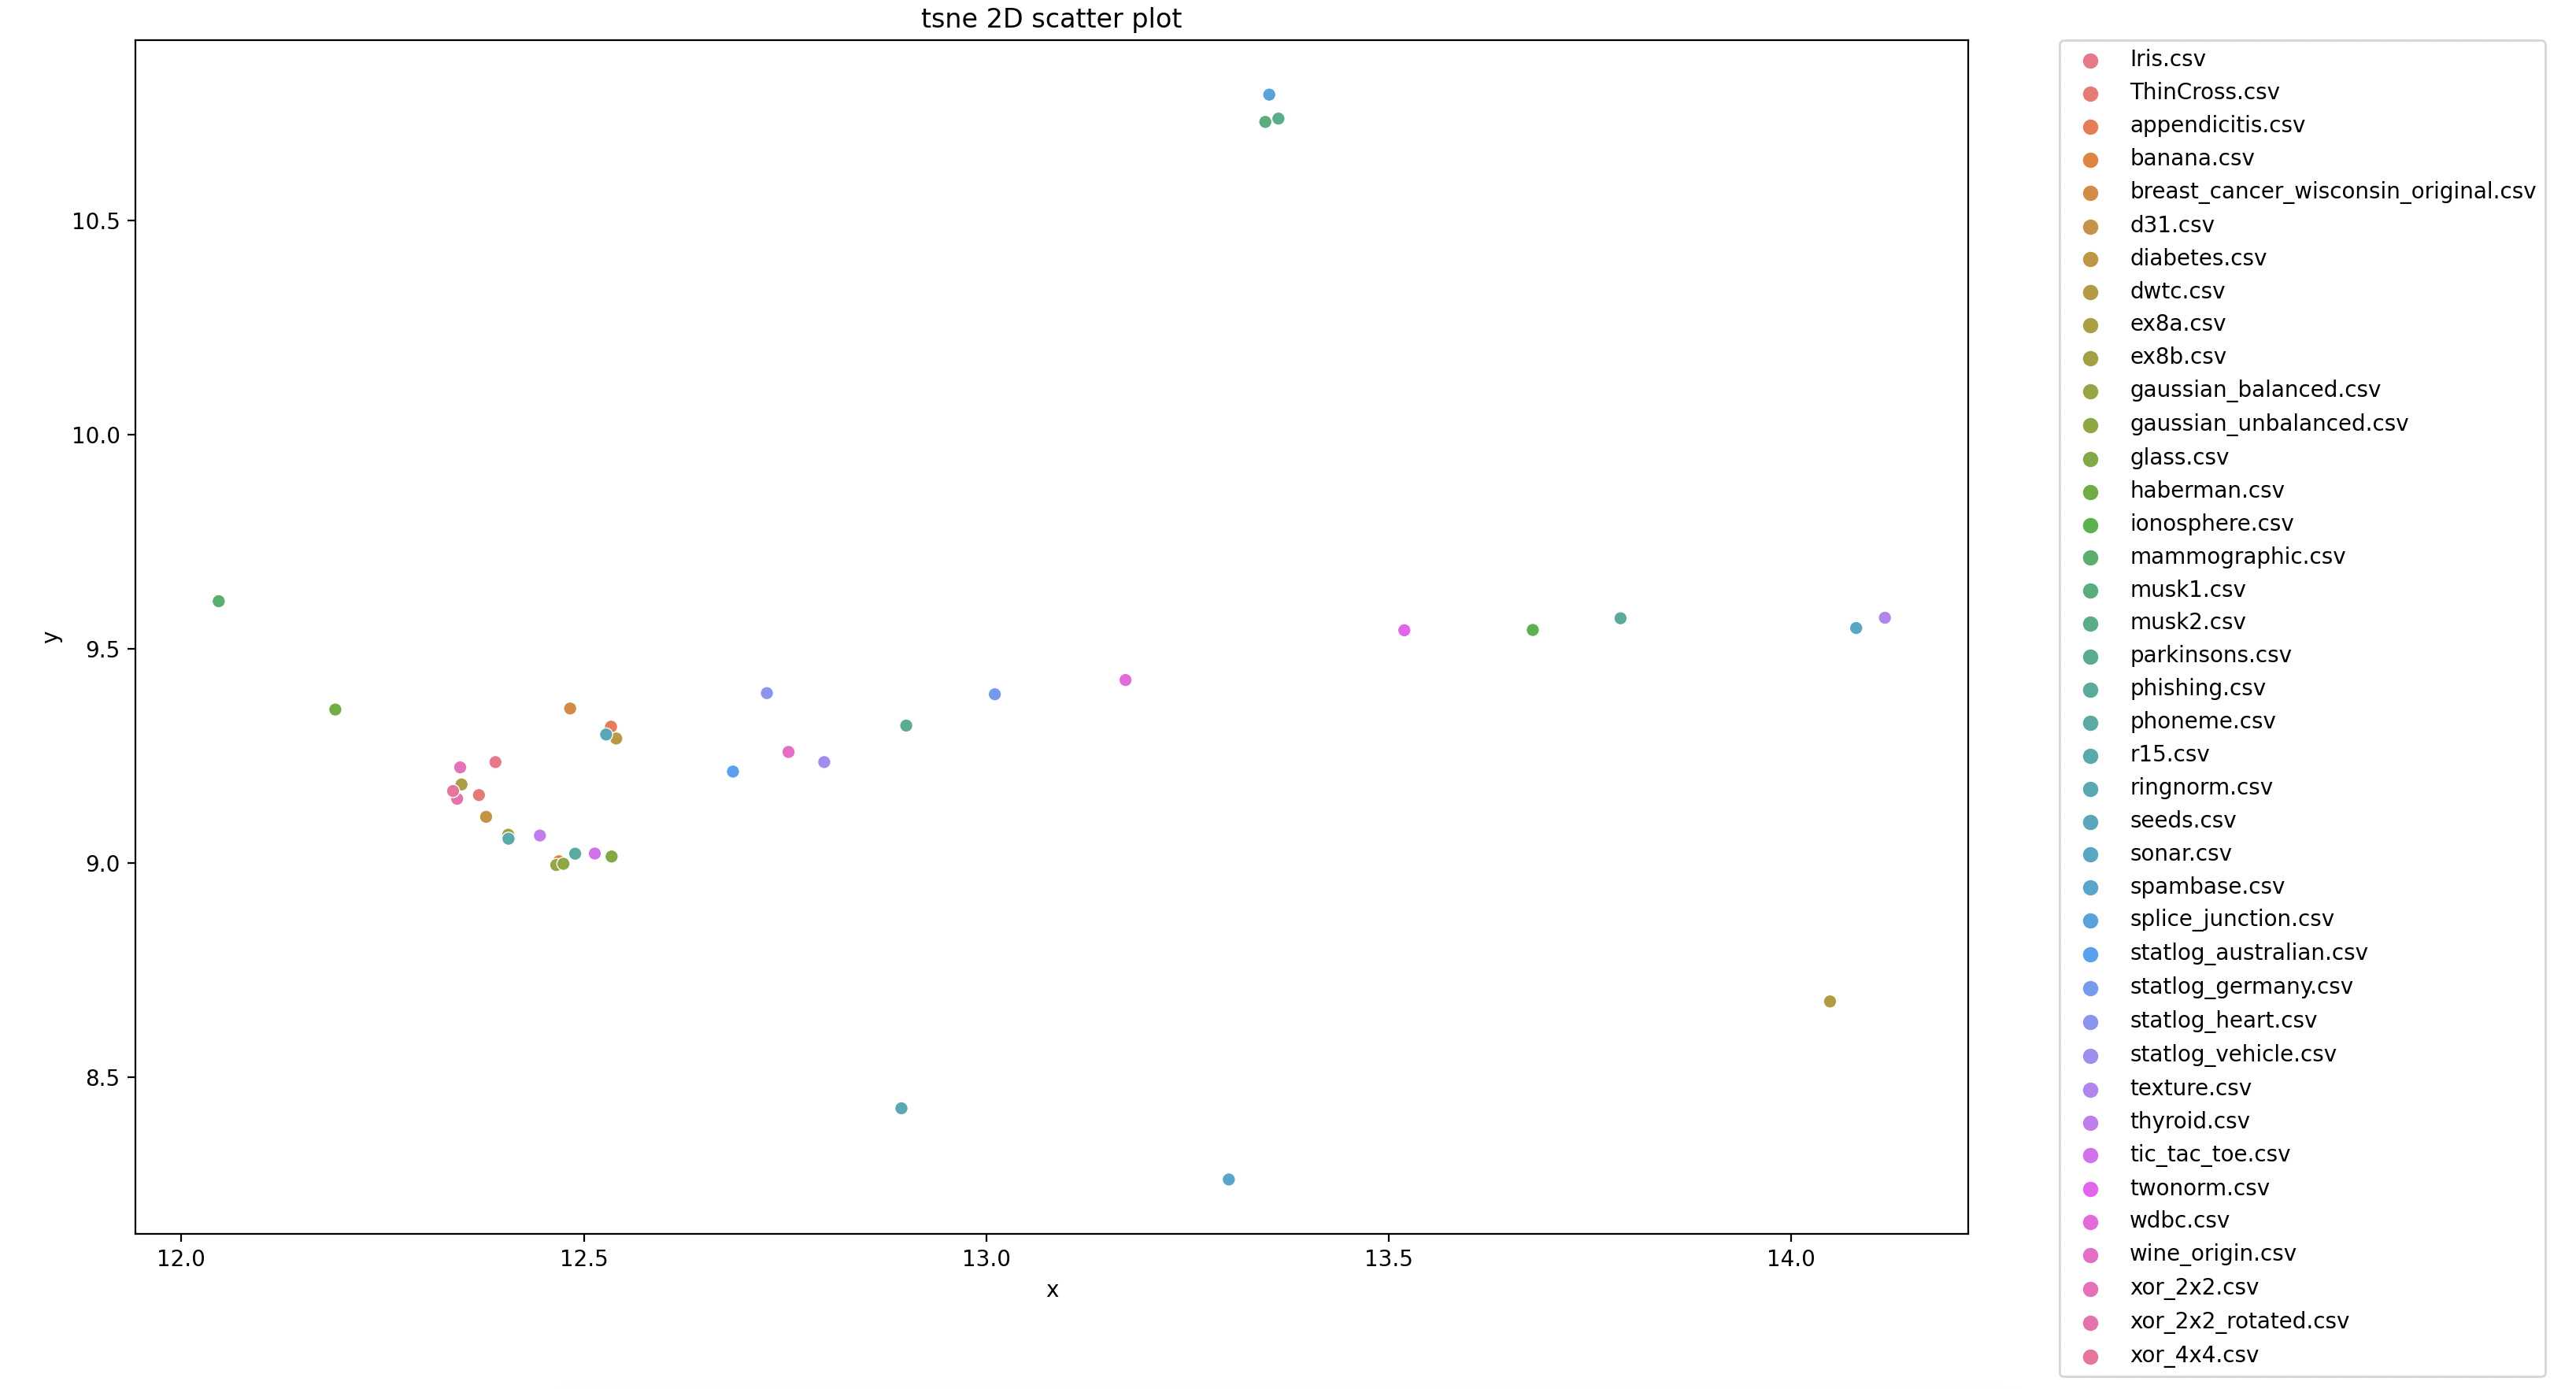 tsne 2D scatter plot
10.5
10.0
9.5
9.0
8.5
y
12.0
12.5
13.0
13.5
14.0
x
Iris.csv
ThinCross.csv
appendicitis.csv
banana.csv
breast_cancer_wisconsin_original.csv
d31.csv
diabetes.csv
dwtc.csv
ex8a.csv
ex8b.csv
gaussian_balanced.csv
gaussian_unbalanced.csv
glass.csv
haberman.csv
ionosphere.csv
mammographic.csv
musk1.csv
musk2.csv
parkinsons.csv
phishing.csv
phoneme.csv
r15.csv
ringnorm.csv
seeds.csv
sonar.csv
spambase.csv
splice_junction.csv
statlog_australian.csv
statlog_germany.csv
statlog_heart.csv
statlog_vehicle.csv
texture.csv
thyroid.csv
tic_tac_toe.csv
twonorm.csv
wdbc.csv
wine_origin.csv
xor_2x2.csv
xor_2x2_rotated.csv
xor_4x4.csv